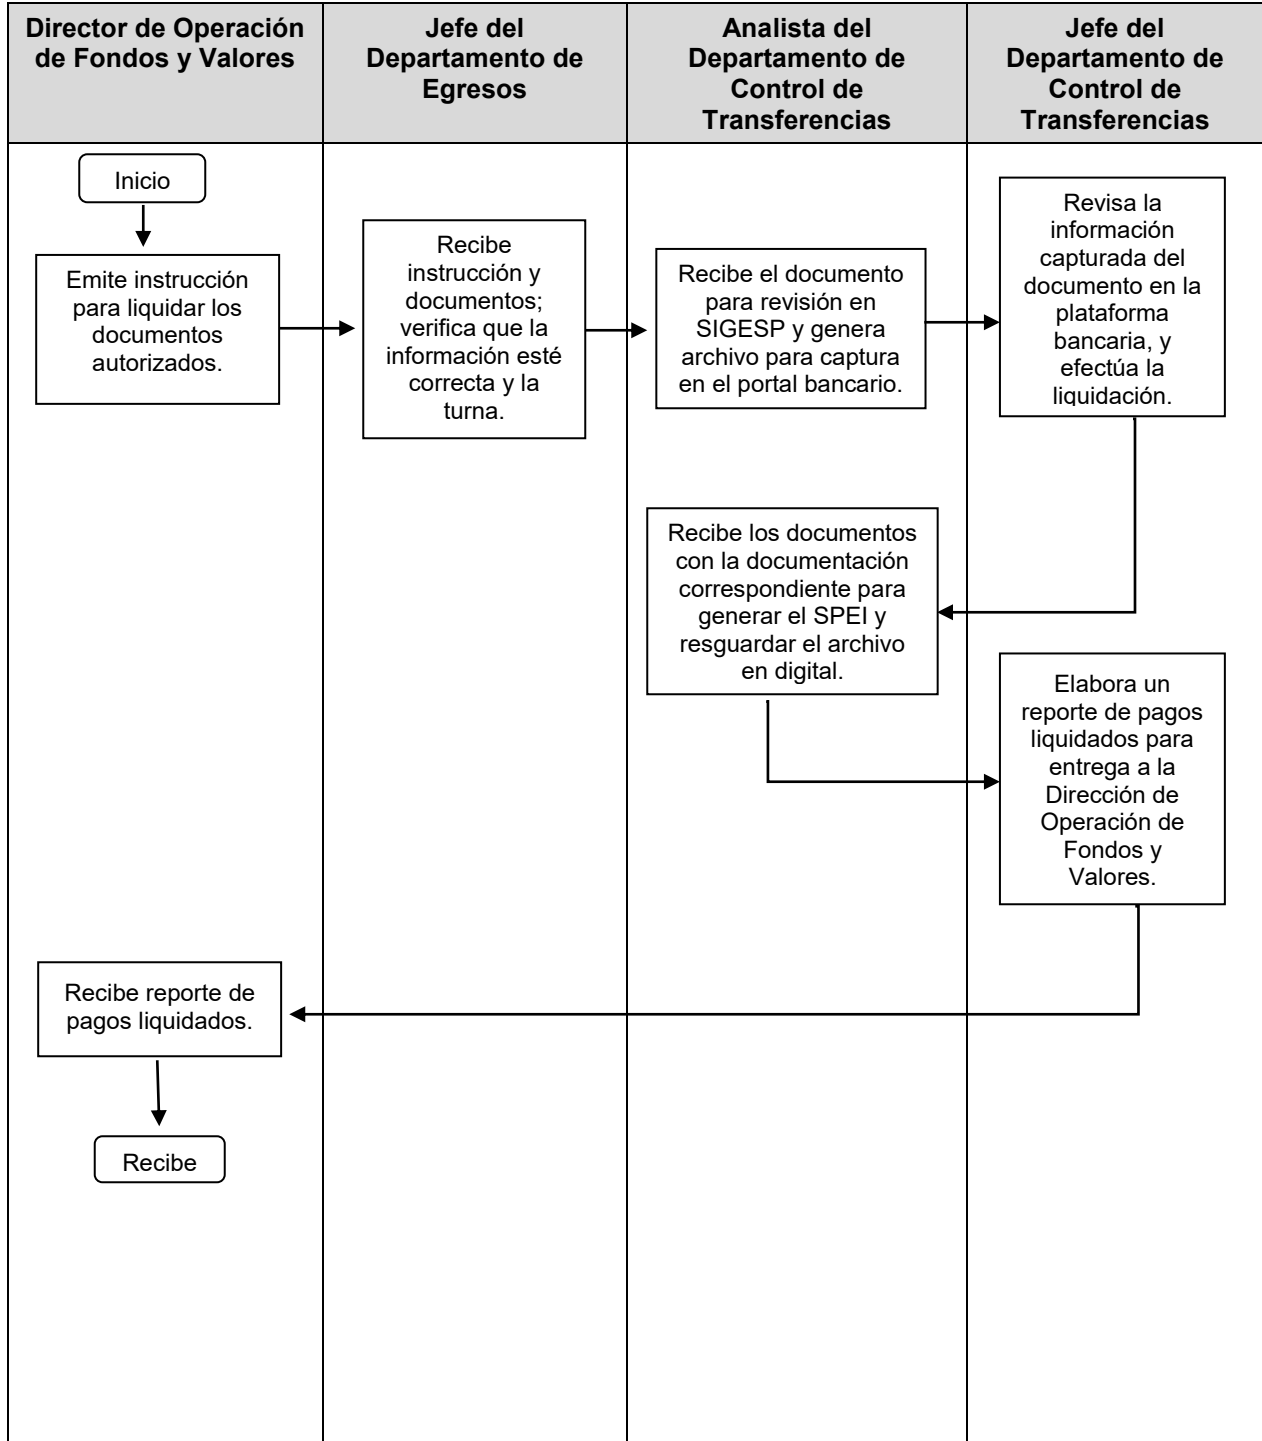 Director de Operación
de Fondos y Valores
Jefe del
Departamento de
Egresos
Analista del
Departamento de
Control de
Transferencias
Jefe del
Departamento de
Control de
Transferencias
Inicio
Emite instrucción
para liquidar los
documentos
autorizados.
Recibe
instrucción y
documentos;
verifica que la
información esté
correcta y la
turna.
Recibe el documento
para revisión en
SIGESP y genera
archivo para captura
en el portal bancario.
Revisa la
información
capturada del
documento en la
plataforma
bancaria, y
efectúa la
liquidación.
Recibe los documentos
con la documentación
correspondiente para
generar el SPEI y
resguardar el archivo
en digital.
Elabora un
reporte de pagos
liquidados para
entrega a la
Dirección de
Operación de
Fondos y
Valores.
Recibe reporte de
pagos liquidados.
Recibe